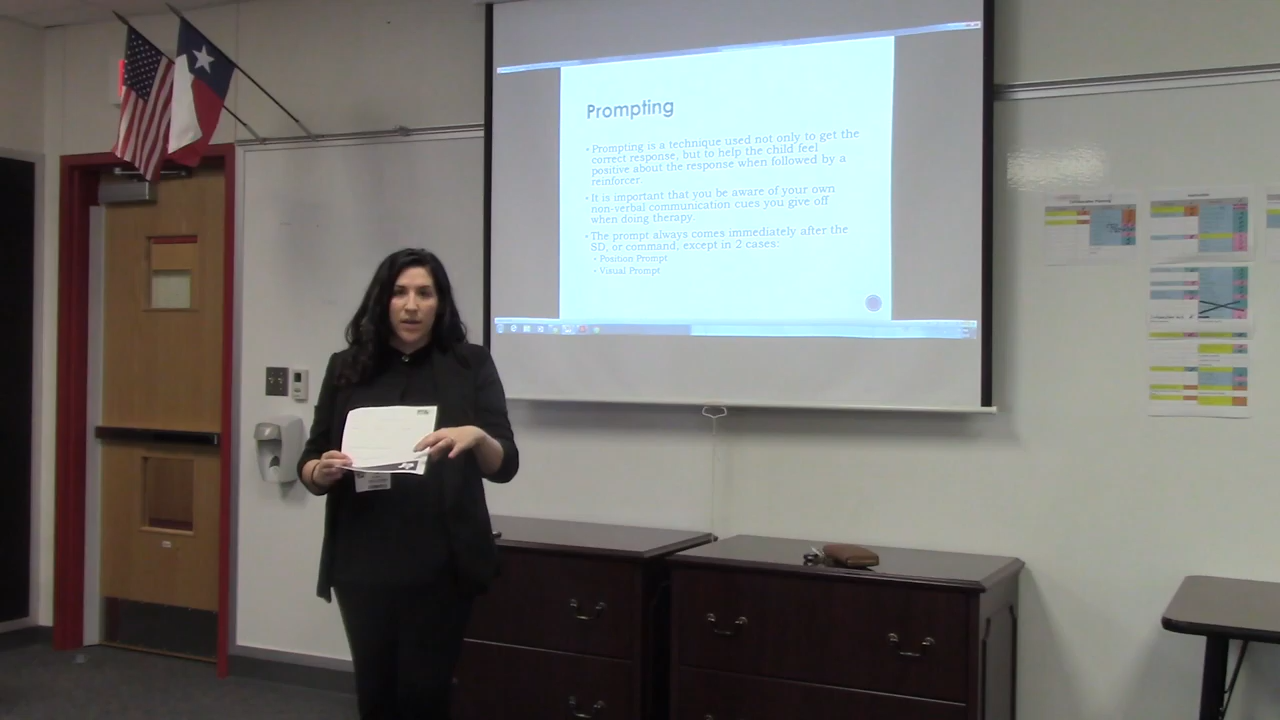 Prompting
• Prompting is a technique used not only to get the
correct response, but to help the child feel
positive about the response when followed by a
reinforcer.
• It is important that you be aware of your own
non-verbal communication cues you give off
when doing therapy.
• The prompt always comes immediately after the
SD, or command, except in 2 cases:
• Position Prompt
• Visual Prompt